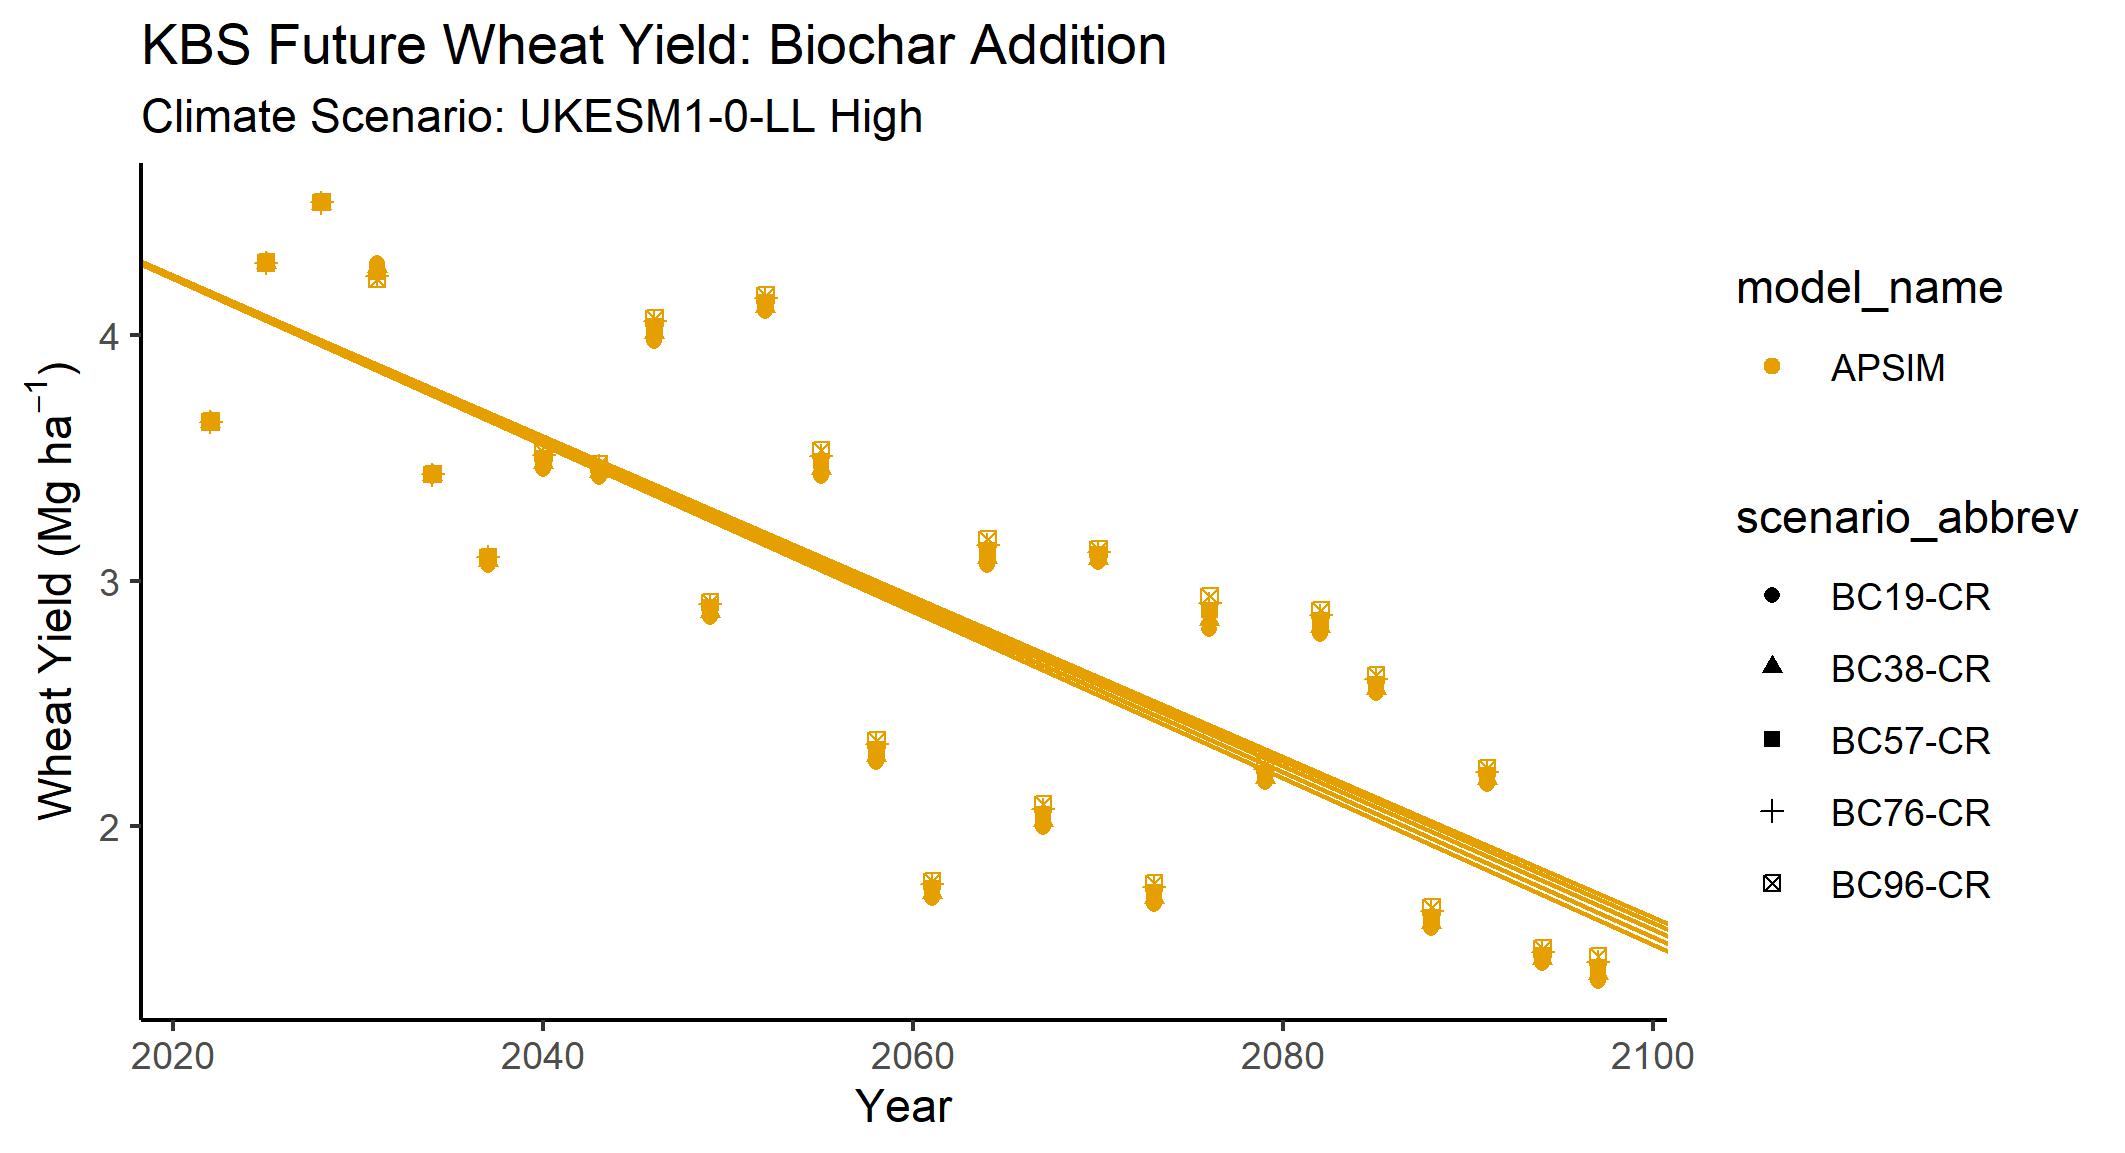 KBS Future Wheat Yield: Biochar Addition
Climate Scenario: UKESM1-0-LL High
Wheat Yield (Mg ha⁻¹)
4
3
2
2020 2040 2060 2080 2100
Year
model_name
APSIM
scenario_abbrev
BC19-CR
BC38-CR
BC57-CR
BC76-CR
BC96-CR